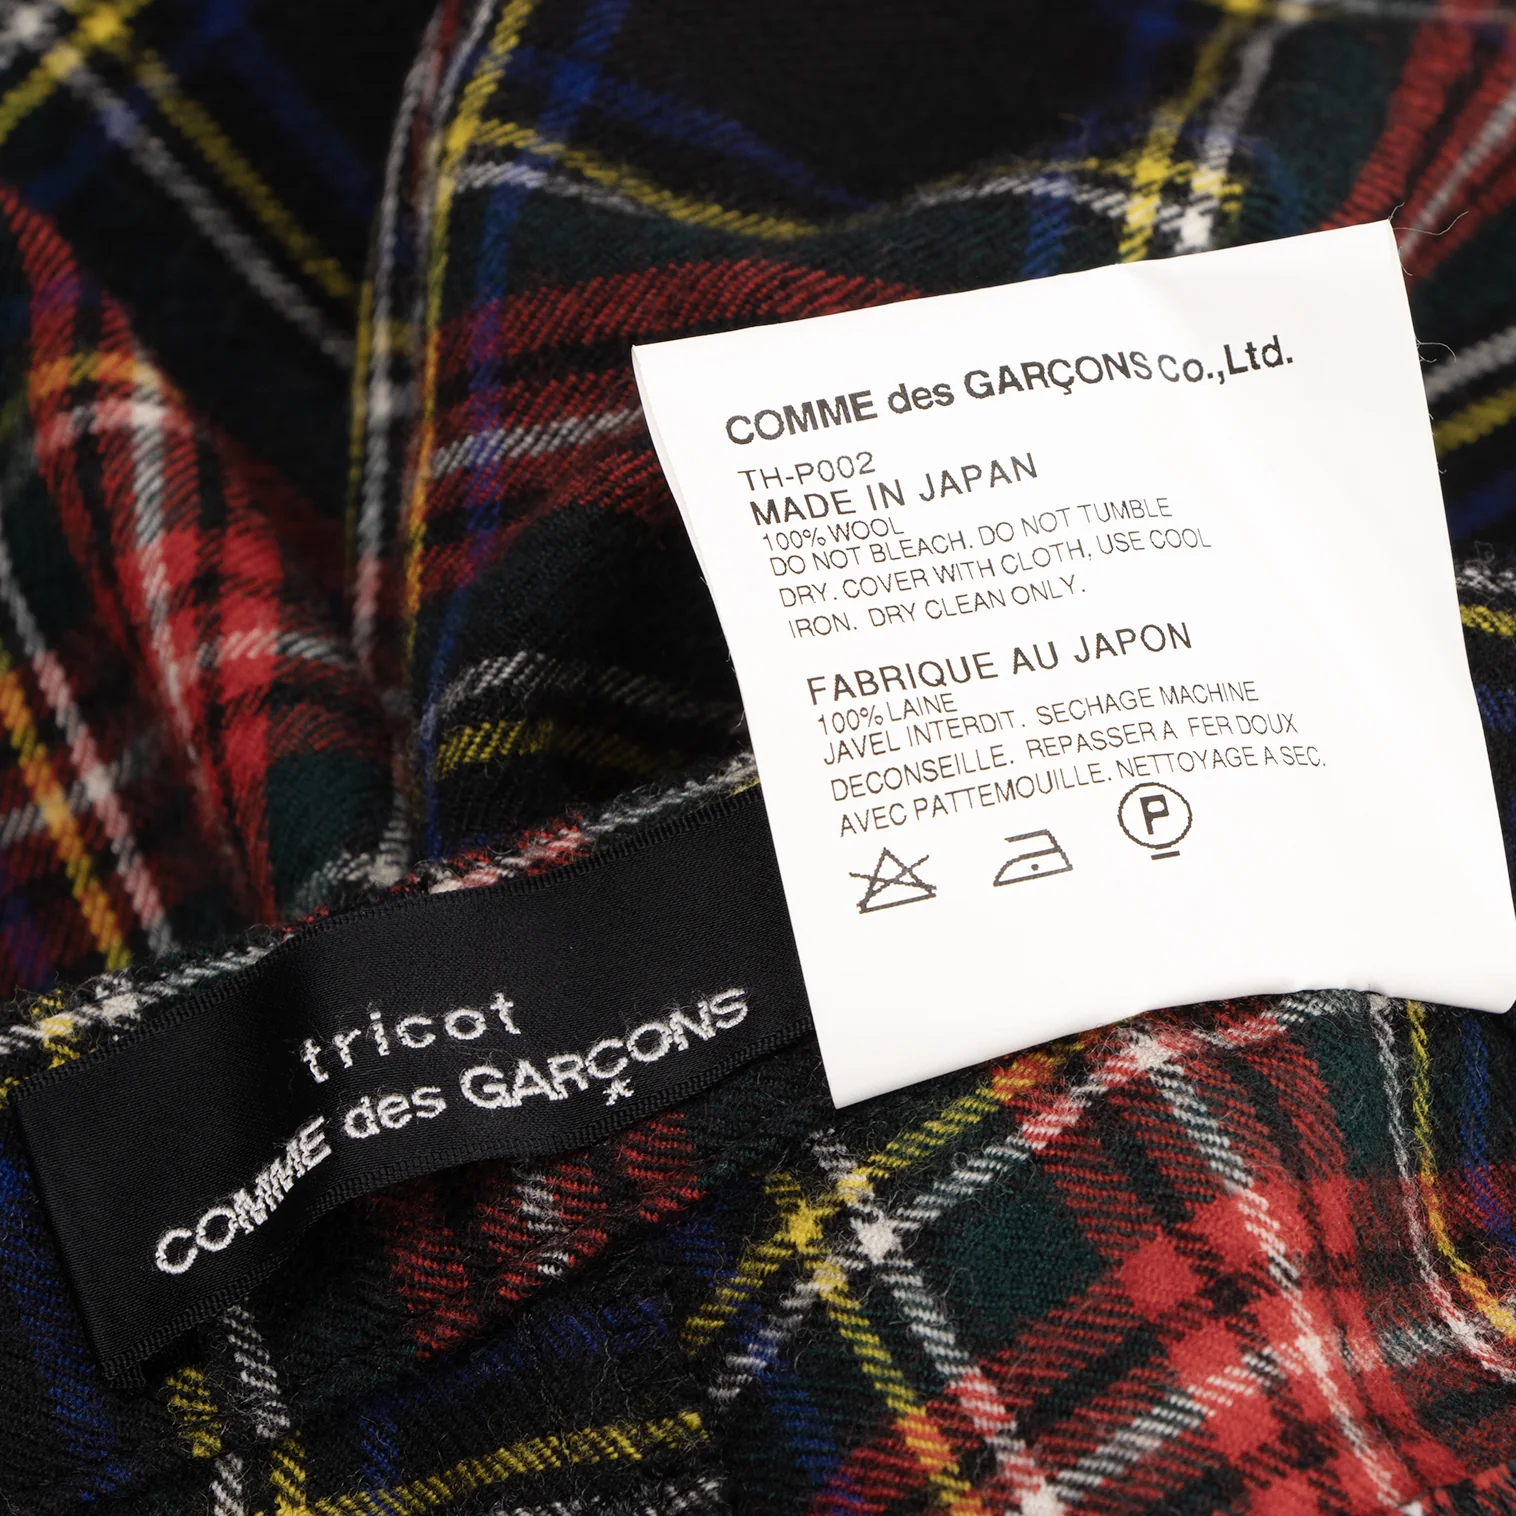 COMME des GARÇONS Co.,Ltd.
TH-P002
MADE IN JAPAN
100% WOOL
DO NOT BLEACH. DO NOT TUMBLE
DRY. COVER WITH CLOTH, USE COOL
IRON. DRY CLEAN ONLY.
FABRIQUE AU JAPON
100% LAINE
JAVEL INTERDIT. SECHAGE MACHINE
DECONSEILLE. REPASSER A FER DOUX
AVEC PATTEMOUILLE. NETTOYAGE A SEC.
P
tricot
COMME des GARÇONS